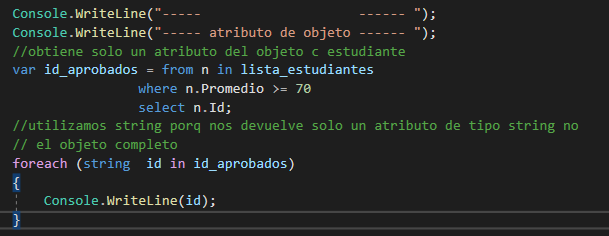 Console.WriteLine("-----                    ------ ");
Console.WriteLine("----- atributo de objeto ------ ");
//obtiene solo un atributo del objeto c estudiante
var id_aprobados = from n in lista_estudiantes
                where n.Promedio >= 70
                select n.Id;
//utilizamos string porq nos devuelve solo un atributo de tipo string no
// el objeto completo
foreach (string  id in id_aprobados)
{
    Console.WriteLine(id);
}